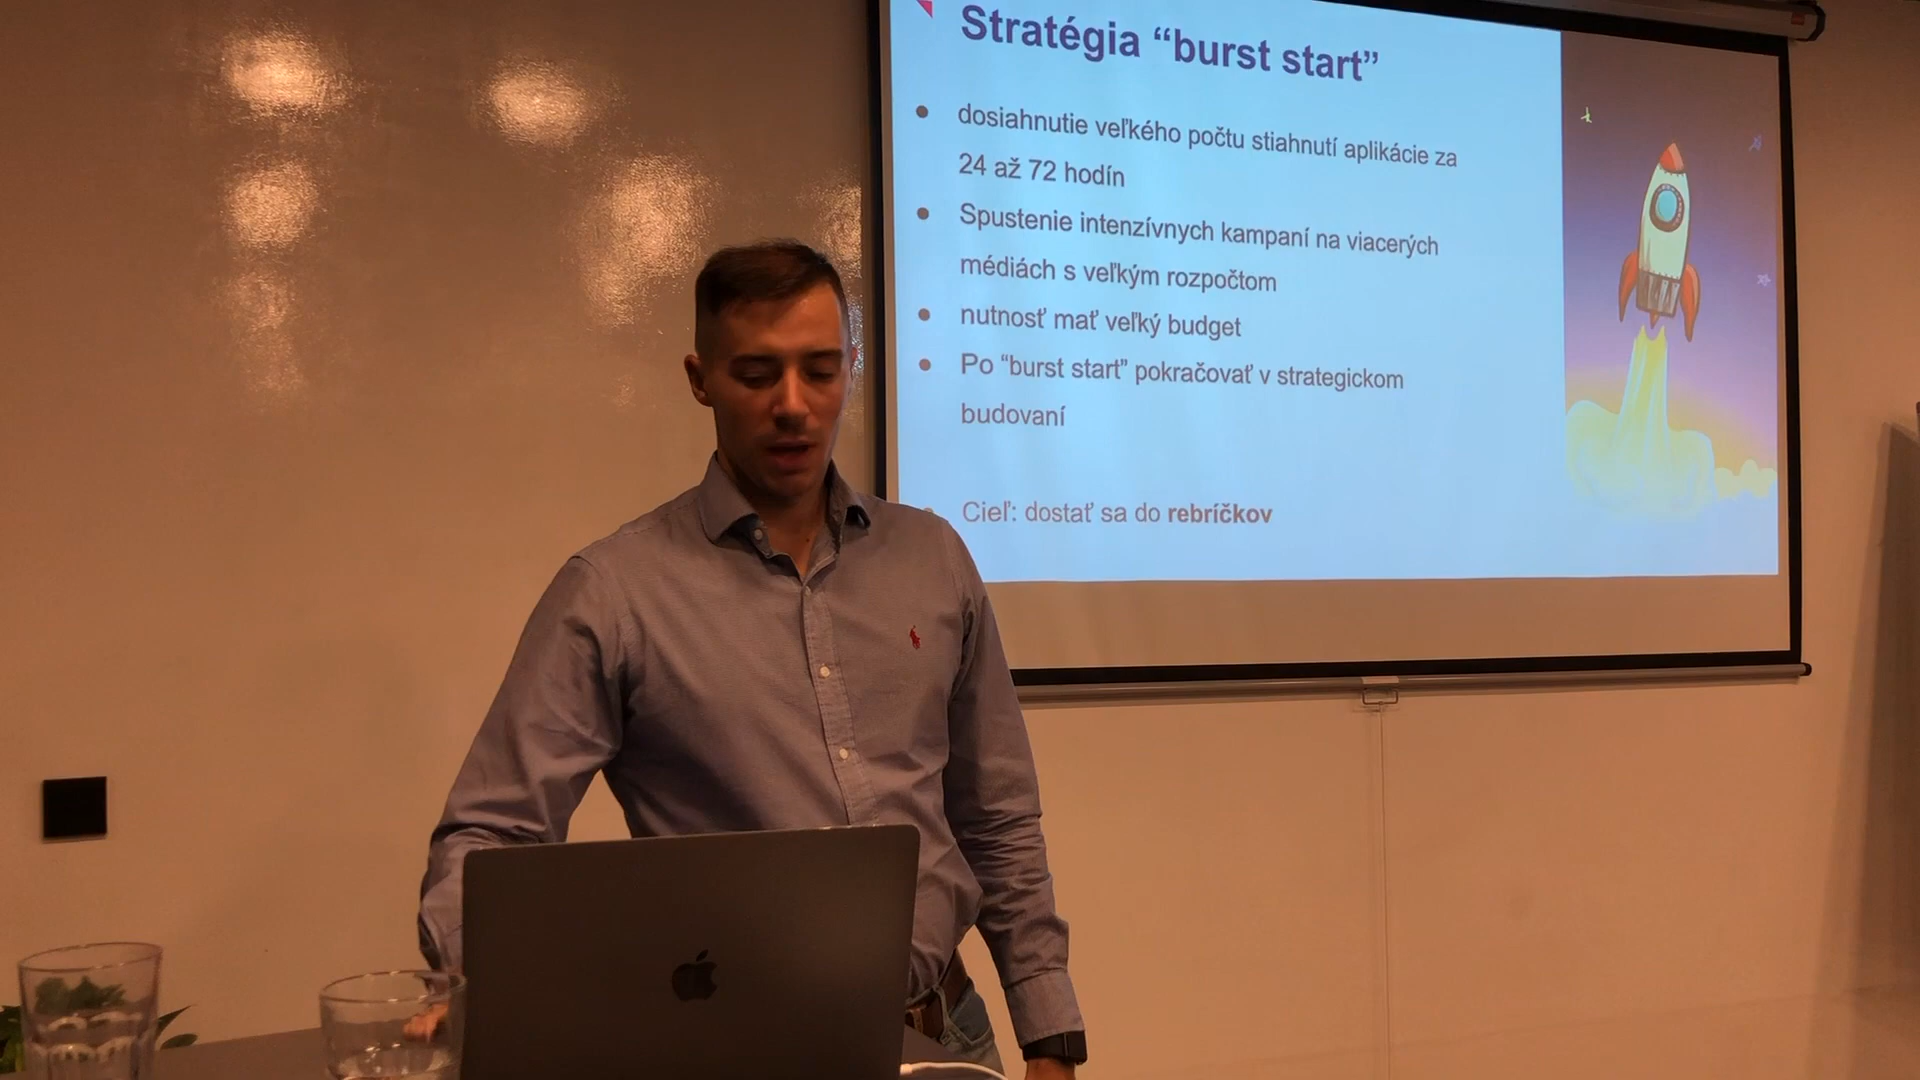 Stratégia “burst start”
dosiahnutie veľkého počtu stiahnutí aplikácie za
24 až 72 hodín
Spustenie intenzívnych kampaní na viacerých
médiách s veľkým rozpočtom
nutnosť mať veľký budget
Po “burst start” pokračovať v strategickom
budovaní
Cieľ: dostať sa do rebríčkov